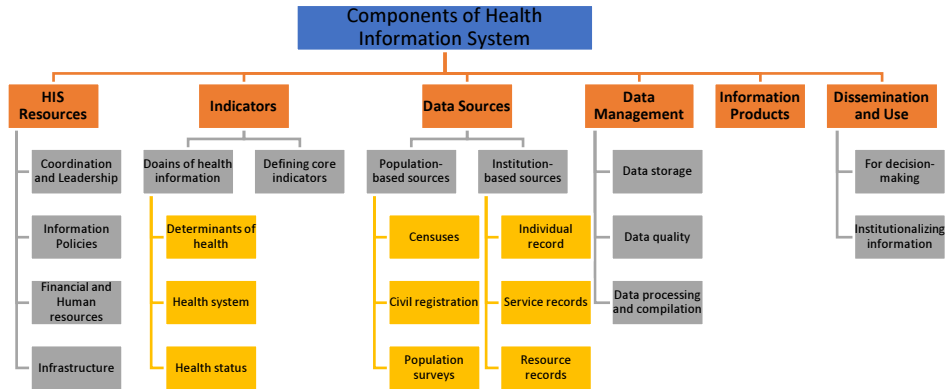 Components of Health
Information System
HIS
Resources
Indicators
Data Sources
Data
Management
Information
Products
Dissemination
and Use
Coordination
and Leadership
Doains of health
information
Defining core
indicators
Population-
based sources
Institution-
based sources
Data storage
For decision-
making
Information
Policies
Determinants of
health
Censuses
Individual
record
Data quality
Institutionalizing
information
Financial and
Human
resources
Health system
Civil registration
Service records
Data processing
and compilation
Infrastructure
Health status
Population
surveys
Resource
records